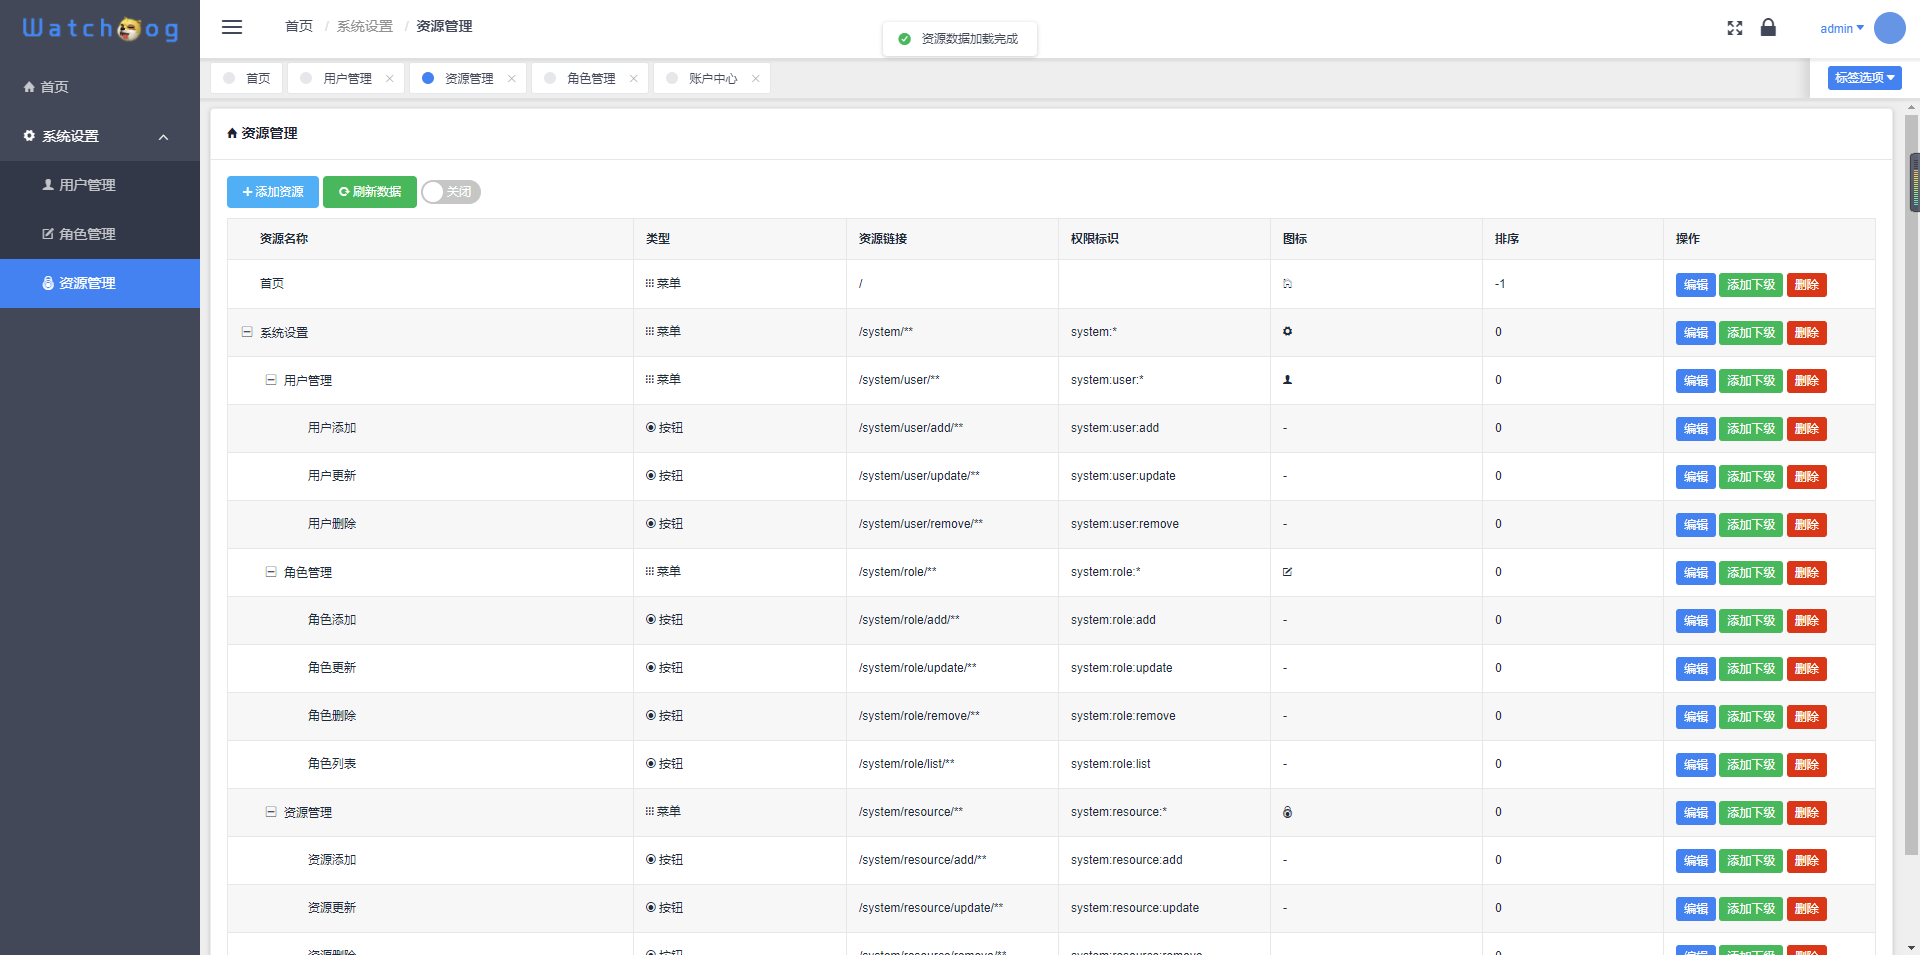 Watchdog
首页 / 系统设置 / 资源管理
资源数据加载完成
admin
首页 用户管理 × 资源管理 × 角色管理 × 账户中心 ×
标签选项
首页
系统设置
用户管理
角色管理
资源管理
资源管理
+添加资源 刷新数据 关闭
资源名称 类型 资源链接 权限标识 图标 排序 操作
首页 菜单 / -1 编辑 添加下级 删除
系统设置 菜单 /system/** system:* 0 编辑 添加下级 删除
用户管理 菜单 /system/user/** system:user:* 0 编辑 添加下级 删除
用户添加 按钮 /system/user/add/** system:user:add - 0 编辑 添加下级 删除
用户更新 按钮 /system/user/update/** system:user:update - 0 编辑 添加下级 删除
用户删除 按钮 /system/user/remove/** system:user:remove - 0 编辑 添加下级 删除
角色管理 菜单 /system/role/** system:role:* 0 编辑 添加下级 删除
角色添加 按钮 /system/role/add/** system:role:add - 0 编辑 添加下级 删除
角色更新 按钮 /system/role/update/** system:role:update - 0 编辑 添加下级 删除
角色删除 按钮 /system/role/remove/** system:role:remove - 0 编辑 添加下级 删除
角色列表 按钮 /system/role/list/** system:role:list - 0 编辑 添加下级 删除
资源管理 菜单 /system/resource/** system:resource:* 0 编辑 添加下级 删除
资源添加 按钮 /system/resource/add/** system:resource:add - 0 编辑 添加下级 删除
资源更新 按钮 /system/resource/update/** system:resource:update - 0 编辑 添加下级 删除
资源删除 按钮 /system/resource/remove/** system:resource:remove 编辑 添加下级 删除